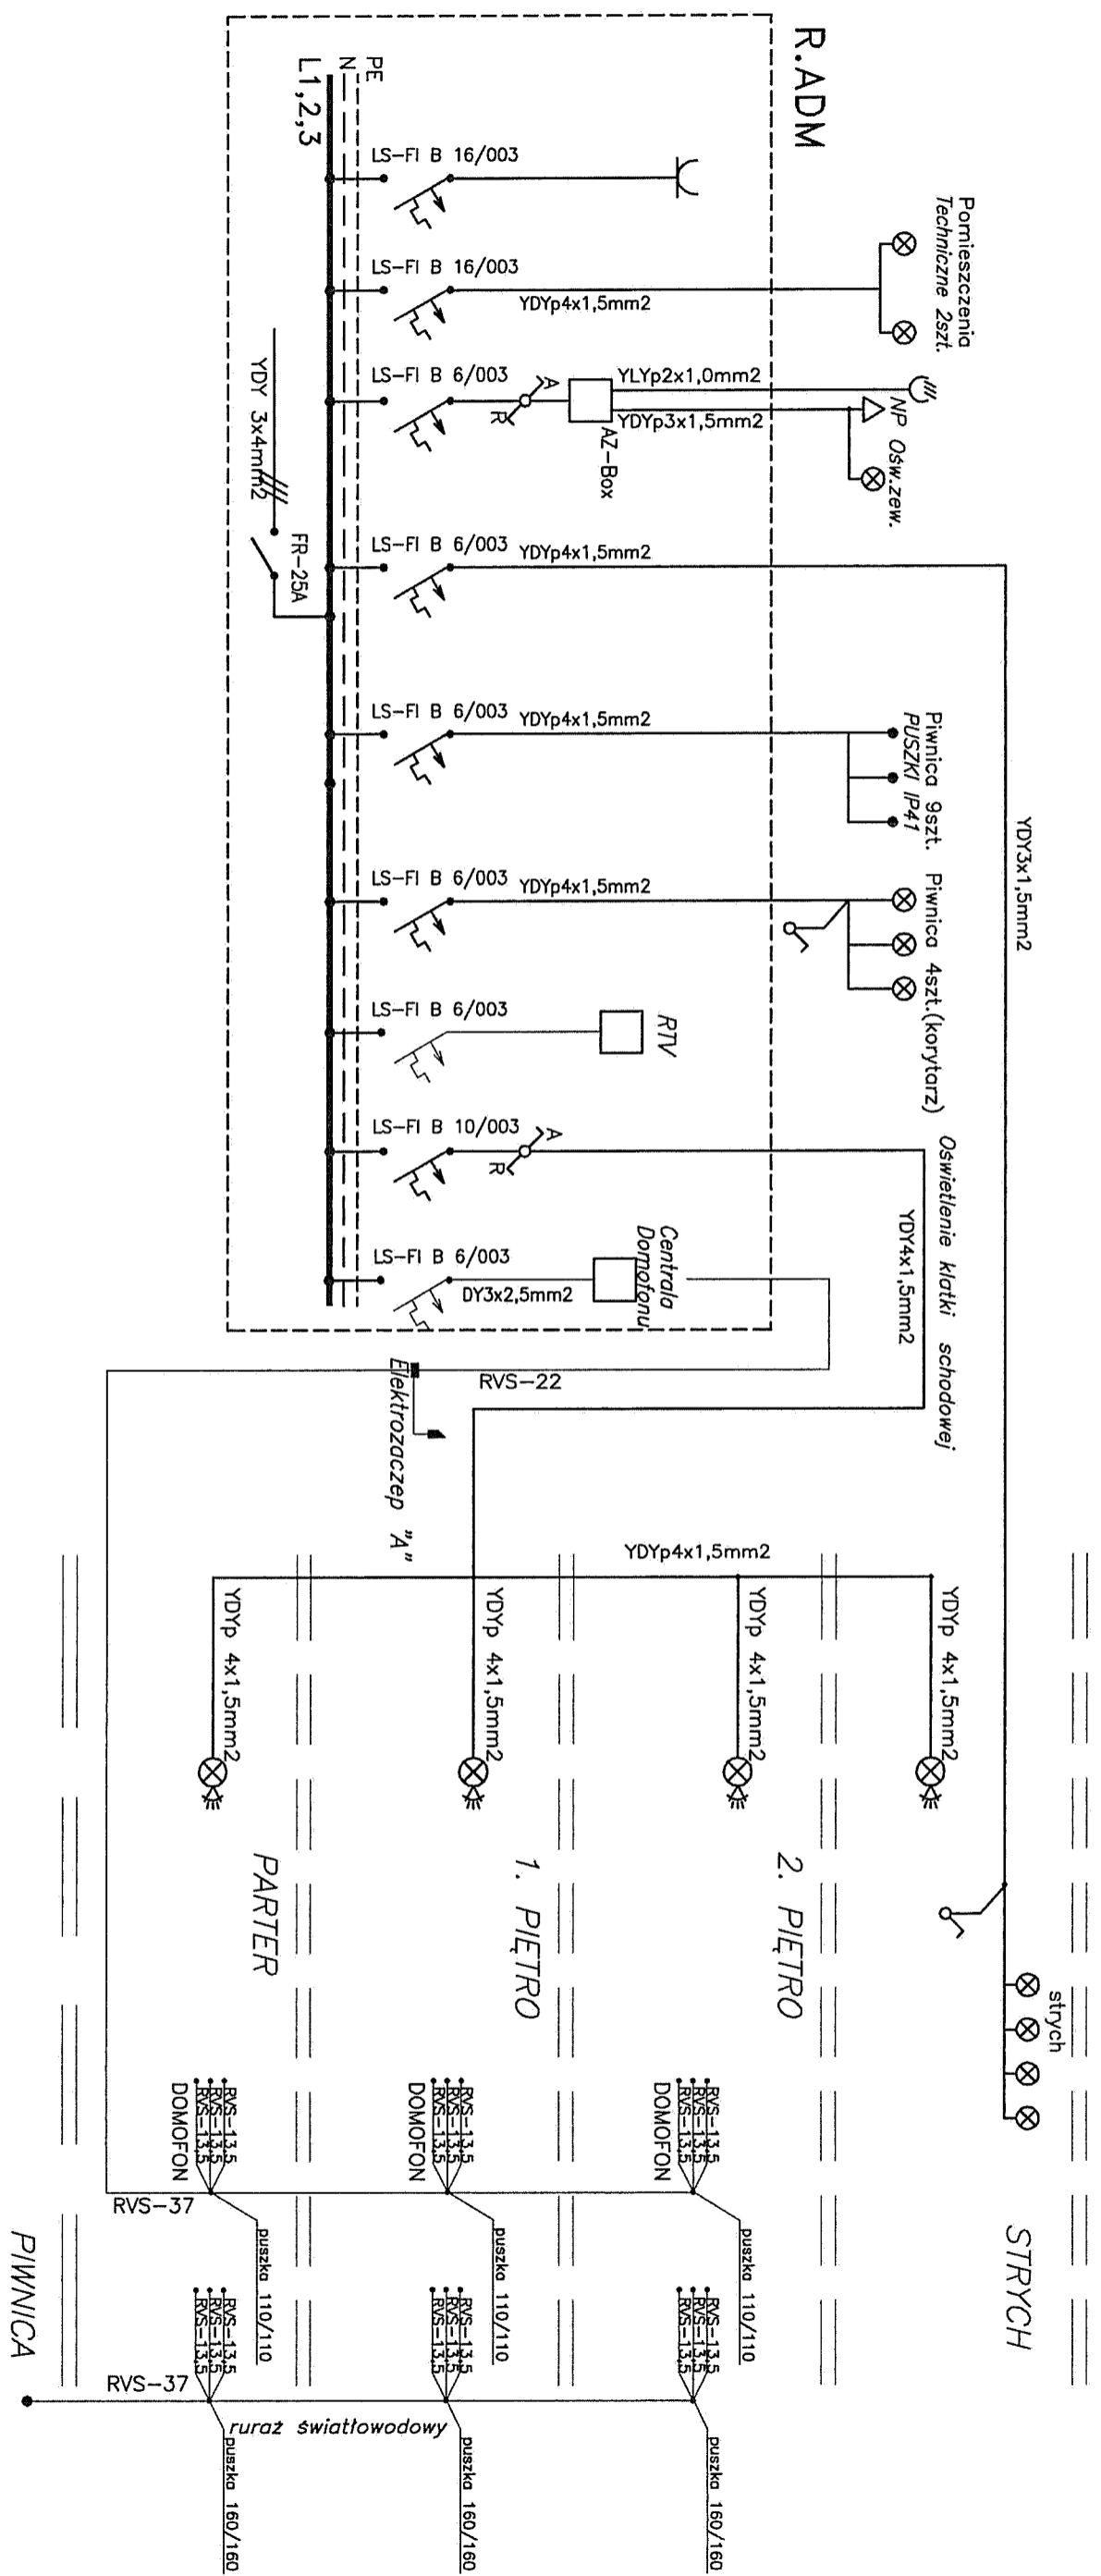 R.ADM
PE
N
L1,2,3
LS-FI B 16/003
Pomieszczenia
Techniczne 2szt.
LS-FI B 16/003
YDYp4x1,5mm2
LS-FI B 6/003
A
R
AZ-Box
YLYp2x1,0mm2
YDYp3x1,5mm2
NP Ośw.zew.
YDY 3x4mm2
FR-25A
LS-FI B 6/003
YDYp4x1,5mm2
YDY3x1,5mm2
LS-FI B 6/003
YDYp4x1,5mm2
Piwnica 9szt.
PUSZKI IP41
LS-FI B 6/003
YDYp4x1,5mm2
Piwnica 4szt.(korytarz)
LS-FI B 6/003
RTV
LS-FI B 10/003
A
R
Oświetlenie klatki schodowej
YDY4x1,5mm2
LS-FI B 6/003
DY3x2,5mm2
Centrala
Domofonu
RVS-22
Elektrozaczep "A"
YDYp4x1,5mm2
YDYp 4x1,5mm2
YDYp 4x1,5mm2
YDYp 4x1,5mm2
YDYp 4x1,5mm2
strych
STRYCH
2. PIĘTRO
1. PIĘTRO
PARTER
PIWNICA
RVS-13,5
RVS-13,5
RVS-13,5
DOMOFON
puszka 110/110
RVS-13,5
RVS-13,5
RVS-13,5
DOMOFON
puszka 110/110
RVS-13,5
RVS-13,5
RVS-13,5
DOMOFON
puszka 110/110
RVS-37
RVS-13,5
RVS-13,5
RVS-13,5
puszka 160/160
RVS-13,5
RVS-13,5
RVS-13,5
puszka 160/160
RVS-13,5
RVS-13,5
RVS-13,5
puszka 160/160
RVS-37
ruraż światłowodowy